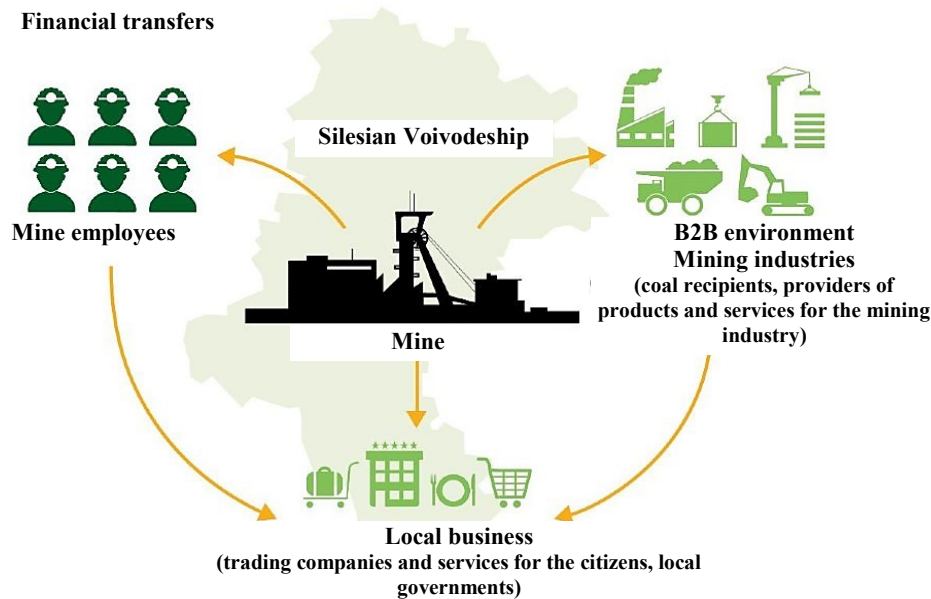 Financial transfers
Silesian Voivodeship
Mine employees
B2B environment
Mining industries
(coal recipients, providers of
products and services for the mining
industry)
Mine
Local business
(trading companies and services for the citizens, local
governments)